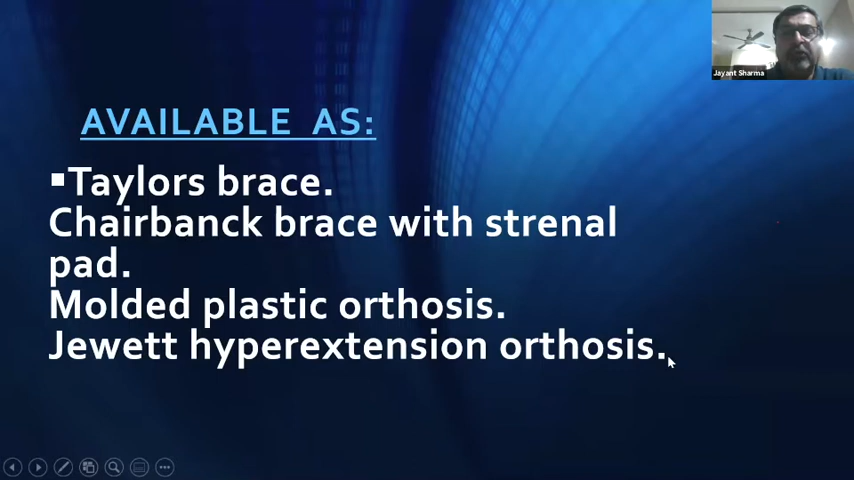 Jayant Sharma
AVAILABLE AS:
▪Taylors brace.
Chairbanck brace with strenal
pad.
Molded plastic orthosis.
Jewett hyperextension orthosis.